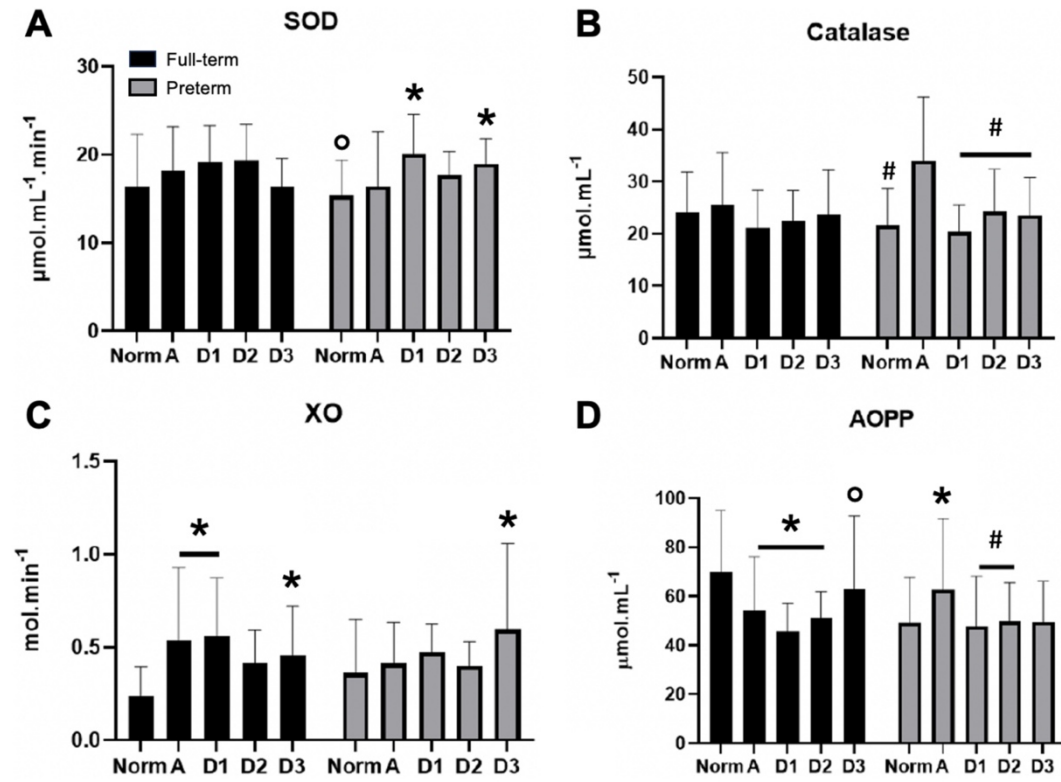 A
SOD
Full-term
Preterm
µmol.mL⁻¹.min⁻¹
30
20
10
0
o
*
*
Norm A D1 D2 D3 Norm A D1 D2 D3
B
Catalase
µmol.mL⁻¹
50
40
30
20
10
0
#
#
Norm A D1 D2 D3 Norm A D1 D2 D3
C
XO
mol.min⁻¹
1.5
1.0
0.5
0.0
*
*
*
Norm A D1 D2 D3 Norm A D1 D2 D3
D
AOPP
µmol.mL⁻¹
100
80
60
40
20
0
*
o
*
#
Norm A D1 D2 D3 Norm A D1 D2 D3